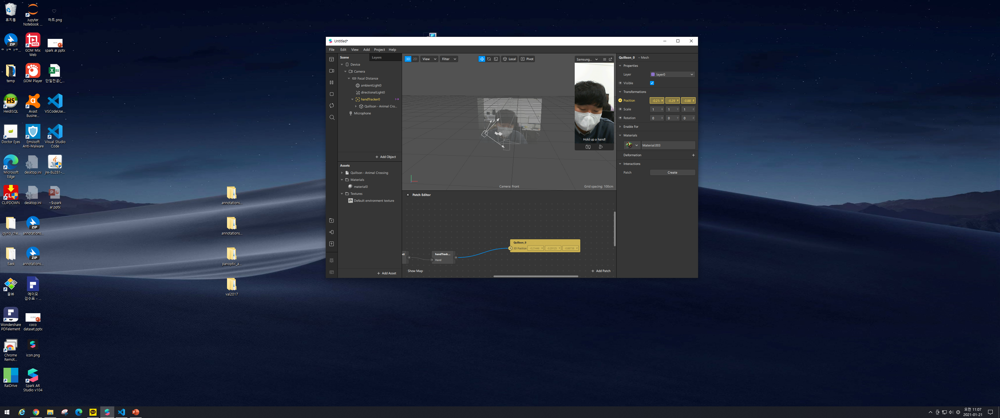 휴지통
Jupyter
Notebook ...
하트.png
ZIP
GOM Mix
Web
spark ar.pptx
temp
GOM Player
단일전공(_...
HeidiSQL
Avast
Busine...
VSCodeUse...
Doctor Eyes
Emsisoft
Anti-Malware
Visual Studio
Code
Microsoft
Edge
desktop.ini
jre-8u281-...
CLIPDOWN
desktop.ini
~$spark
ar.pptx
.ipynb_che...
annotations...
Baek
annotations...
꿀뷰
에이모
검수표 - ...
Wondershare
PDFelement
coco
dataset.pptx
Chrome
Remot...
icon.png
RaiDrive
Spark AR
Studio v104
annotations...
annotations...
panoptic_a...
val2017
Untitled*
File Edit View Add Project Help
Scene Layers
Device
Camera
Focal Distance
ambientLight0
directionalLight0
handTracker0
Quillson - Animal Cro...
Microphone
+ Add Object
Assets
Quillson - Animal Crossing
Materials
material0
Textures
Default environment texture
+ Add Asset
3D 2D View Filter Local Pivot
Samsung...
Hold up a hand!
Camera: Front
Grid spacing: 100cm
Patch Editor
Quillson_0
3D Position -0.21446 X -0.29125 Y -0.88738 Z
ct
handTrack...
Hand
Show Map
+ Add Patch
Quillson_0 – Mesh
Properties
Layer layer0
Visible
Transformations
Position -0.21 X -0.29 Y -0.88 Z
Scale 1 X 1 Y 1 Z
Rotation 0 X 0 Y 0 Z
Enable For
Materials
Material.003
Deformation +
Interactions
Patch Create
오전 11:07
2021-01-21